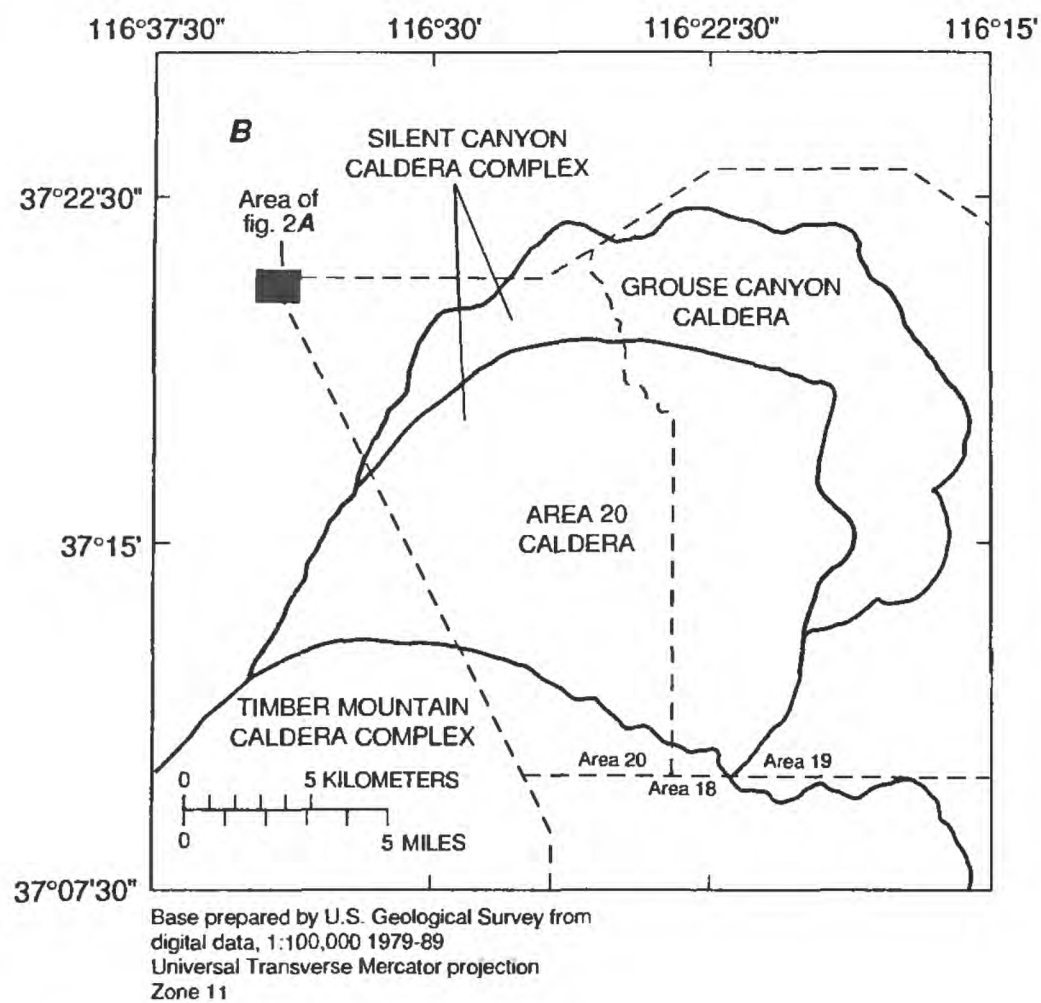 116°37'30"
116°30'
116°22'30"
116°15'
B
SILENT CANYON
CALDERA COMPLEX
37°22'30"
Area of
fig. 2A
GROUSE CANYON
CALDERA
AREA 20
CALDERA
37°15'
TIMBER MOUNTAIN
CALDERA COMPLEX
Area 20
Area 19
Area 18
0
5 KILOMETERS
0
5 MILES
37°07'30"
Base prepared by U.S. Geological Survey from
digital data, 1:100,000 1979-89
Universal Transverse Mercator projection
Zone 11